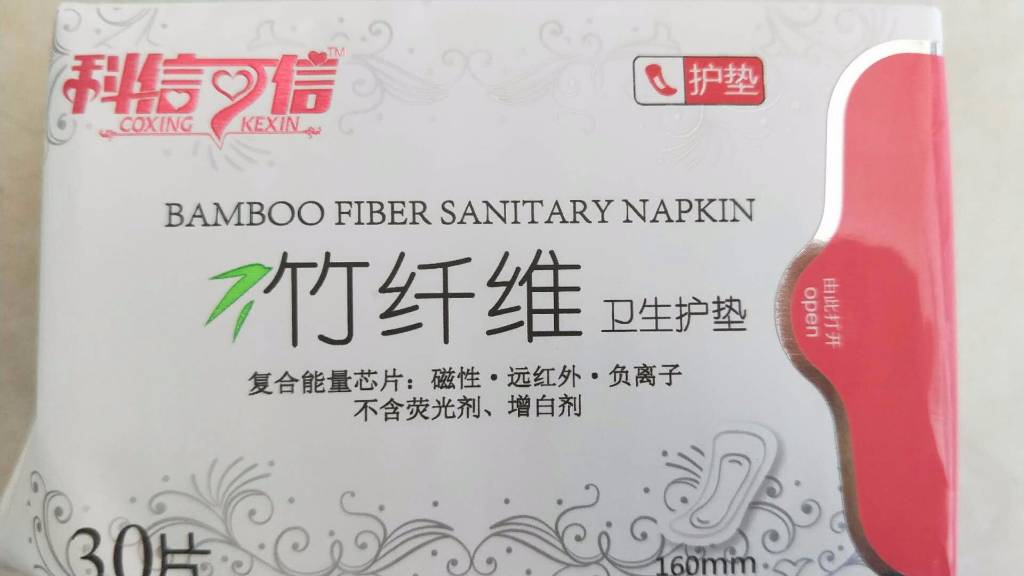 科信可信™
COXING KEXIN
护垫
BAMBOO FIBER SANITARY NAPKIN
竹纤维 卫生护垫
由此打开
open
复合能量芯片：磁性·远红外·负离子
不含荧光剂、增白剂
30片
160mm